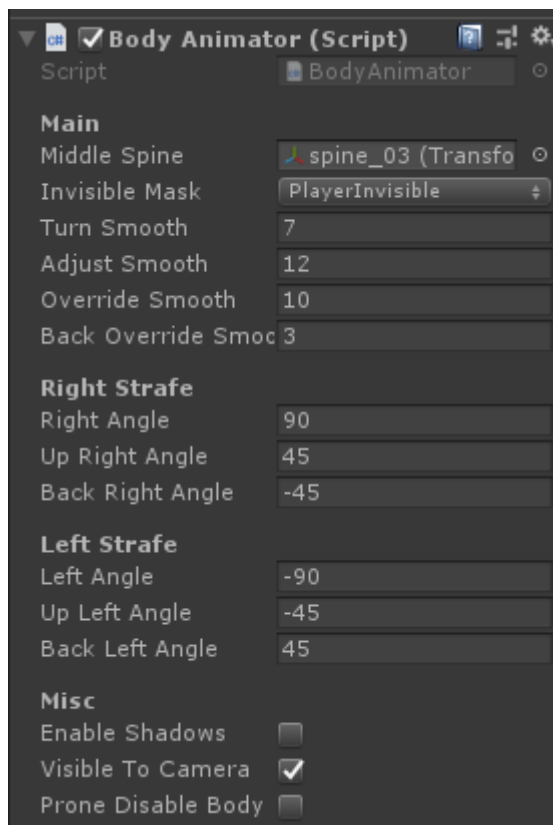 Body Animator (Script)
Script BodyAnimator
Main
Middle Spine spine_03 (Transfo
Invisible Mask PlayerInvisible
Turn Smooth 7
Adjust Smooth 12
Override Smooth 10
Back Override Smoc 3
Right Strafe
Right Angle 90
Up Right Angle 45
Back Right Angle -45
Left Strafe
Left Angle -90
Up Left Angle -45
Back Left Angle 45
Misc
Enable Shadows
Visible To Camera
Prone Disable Body